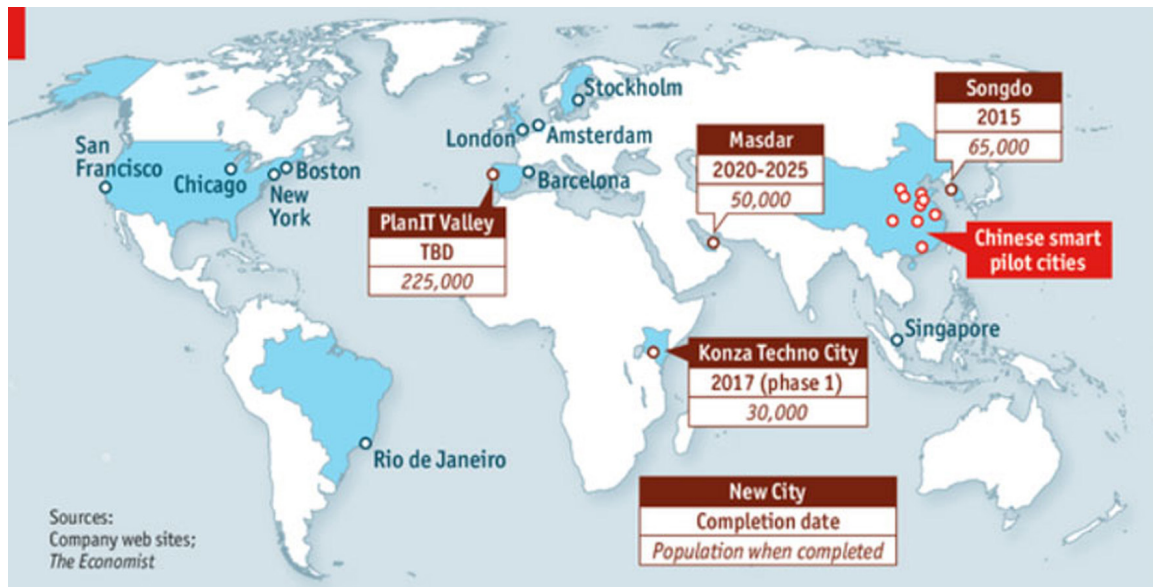 Stockholm
London
Amsterdam
Barcelona
San
Francisco
Chicago
Boston
New
York
PlanIT Valley
TBD
225,000
Masdar
2020-2025
50,000
Songdo
2015
65,000
Chinese smart
pilot cities
Singapore
Konza Techno City
2017 (phase 1)
30,000
Rio de Janeiro
New City
Completion date
Population when completed
Sources:
Company web sites;
The Economist